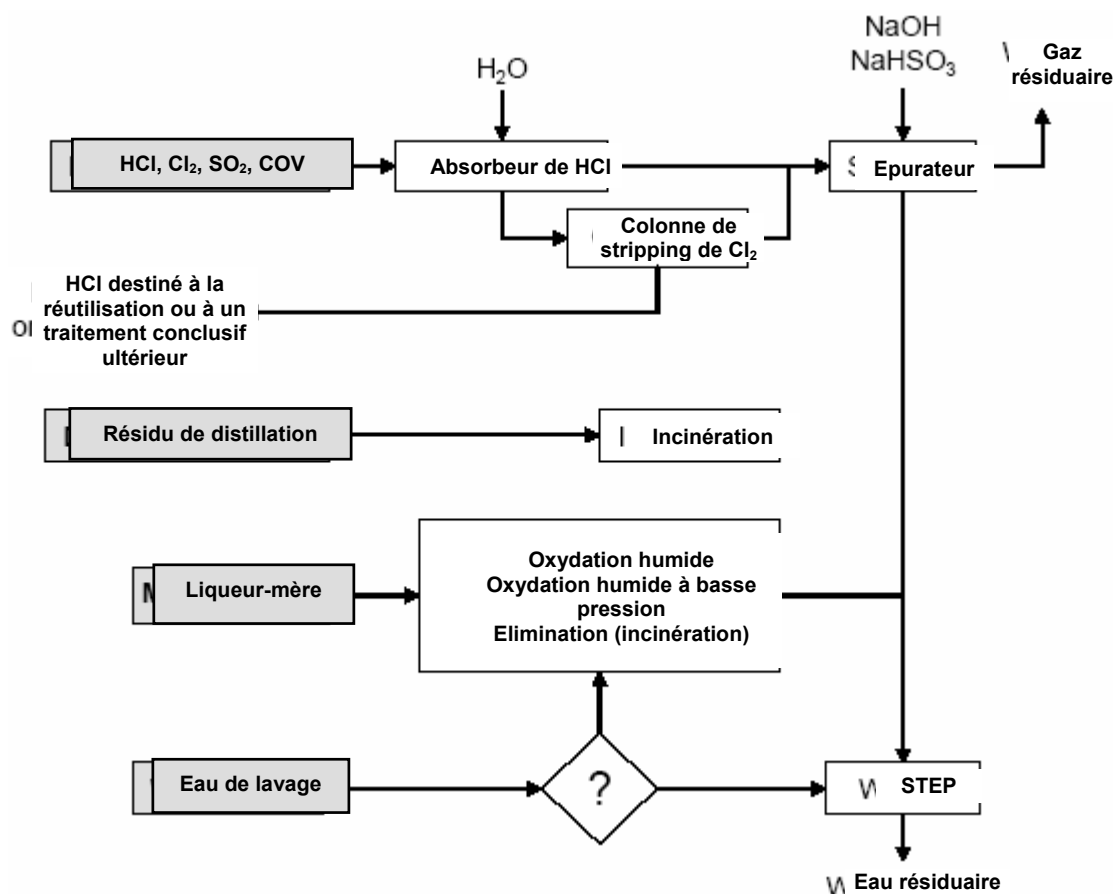 NaOH
NaHSO₃
Gaz
résiduaire
H₂O
HCl, Cl₂, SO₂, COV
Absorbeur de HCl
Epurateur
Colonne de
stripping de Cl₂
HCl destiné à la
réutilisation ou à un
traitement conclusif
ultérieur
Résidu de distillation
Incinération
Oxydation humide
Oxydation humide à basse
pression
Elimination (incinération)
Liqueur-mère
Eau de lavage
?
STEP
Eau résiduaire